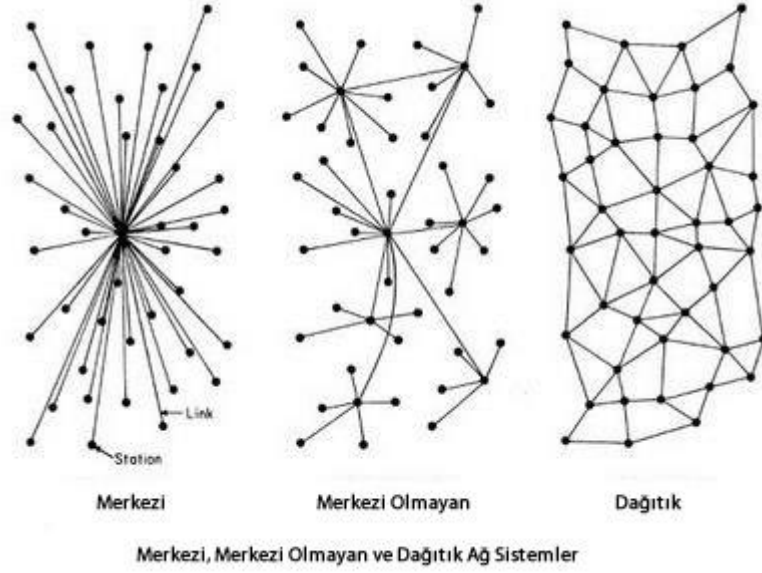 Link
Station
Merkezi
Merkezi Olmayan
Dağıtık
Merkezi, Merkezi Olmayan ve Dağıtık Ağ Sistemler